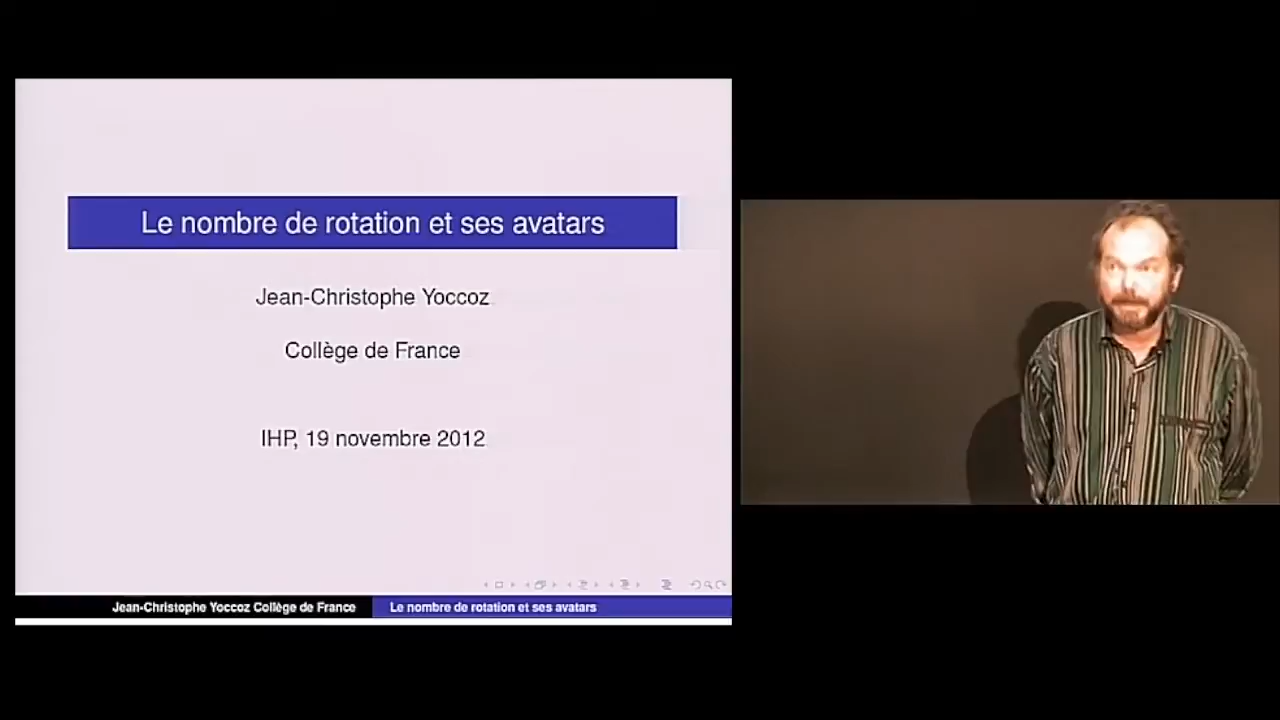 Le nombre de rotation et ses avatars
Jean-Christophe Yoccoz
Collège de France
IHP, 19 novembre 2012
Jean-Christophe Yoccoz Collège de France
Le nombre de rotation et ses avatars